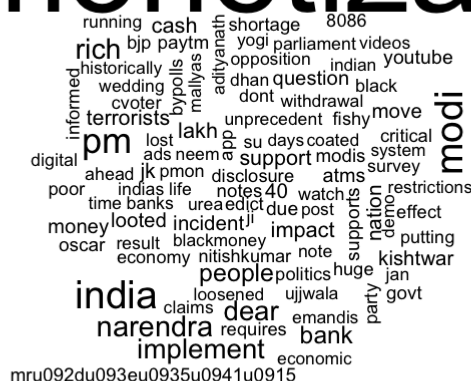 running cash adityanath shortage 8086
rich bjp paytm yogi parliament videos
historically bypolls mallyas opposition indian youtube
informed wedding dhan question black
cvoter dont withdrawal
terrorists unprecedented fishy move modi
pm lost lakh app su days coated critical
digital ads neem support modis system
ahead jk pmon disclosure atms survey
poor indias life notes 40 watch restrictions
time banks urea edict due post supports nation demo effect
money looted incident ji impact putting
oscar result blackmoney note
economy nitishkumar kishtwar
people politics huge jan
india loosened ujjwala party govt
claims dear emandis
narendra requires bank
implement economic
mru092du093eu0935u0941u0915